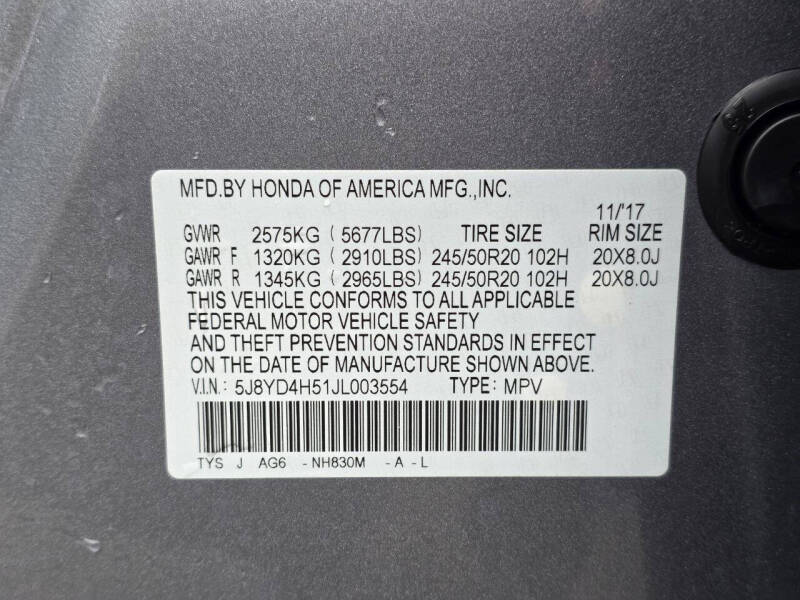 MFD.BY HONDA OF AMERICA MFG.,INC.
11/'17
GVWR 2575KG ( 5677LBS) TIRE SIZE RIM SIZE
GAWR F 1320KG ( 2910LBS) 245/50R20 102H 20X8.0J
GAWR R 1345KG ( 2965LBS) 245/50R20 102H 20X8.0J
THIS VEHICLE CONFORMS TO ALL APPLICABLE
FEDERAL MOTOR VEHICLE SAFETY
AND THEFT PREVENTION STANDARDS IN EFFECT
ON THE DATE OF MANUFACTURE SHOWN ABOVE.
V.I.N: 5J8YD4H51JL003554 TYPE: MPV
TYS J AG6 -NH830M -A -L